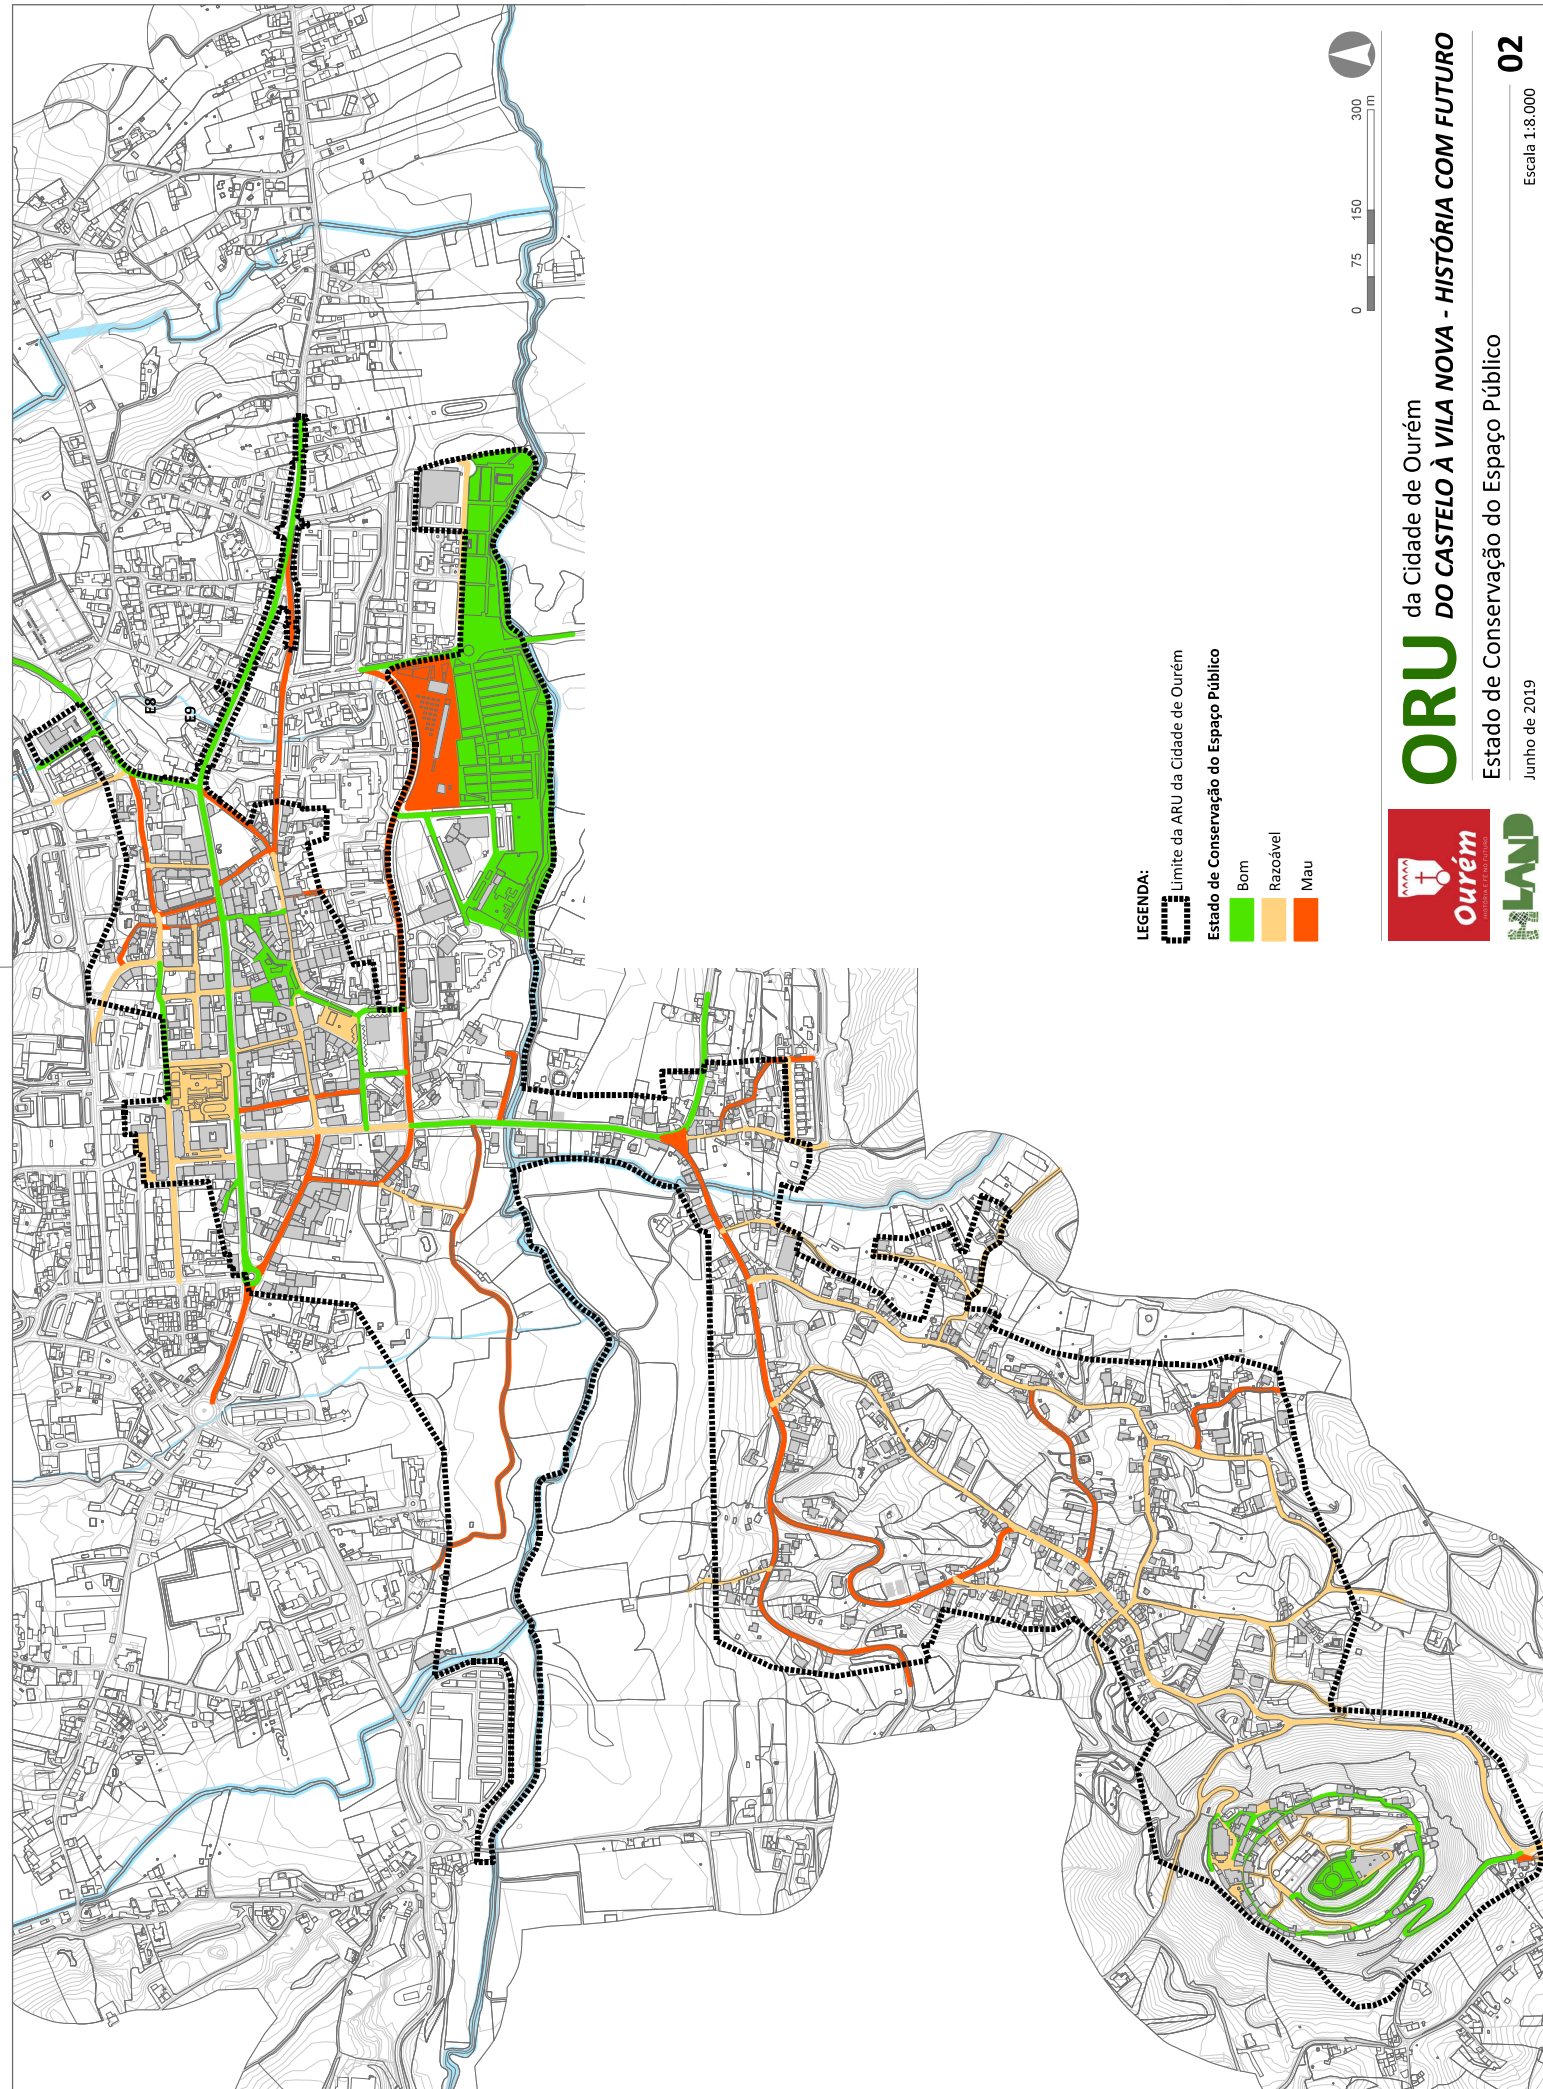 E8
E9
LEGENDA:
Limite da ARU da Cidade de Ourém
Estado de Conservação do Espaço Público
Bom
Razoável
Mau
0 75 150 300
m
ORU da Cidade de Ourém
DO CASTELO À VILA NOVA - HISTÓRIA COM FUTURO
Estado de Conservação do Espaço Público
02
Junho de 2019
Escala 1:8.000
Ourém
LAND